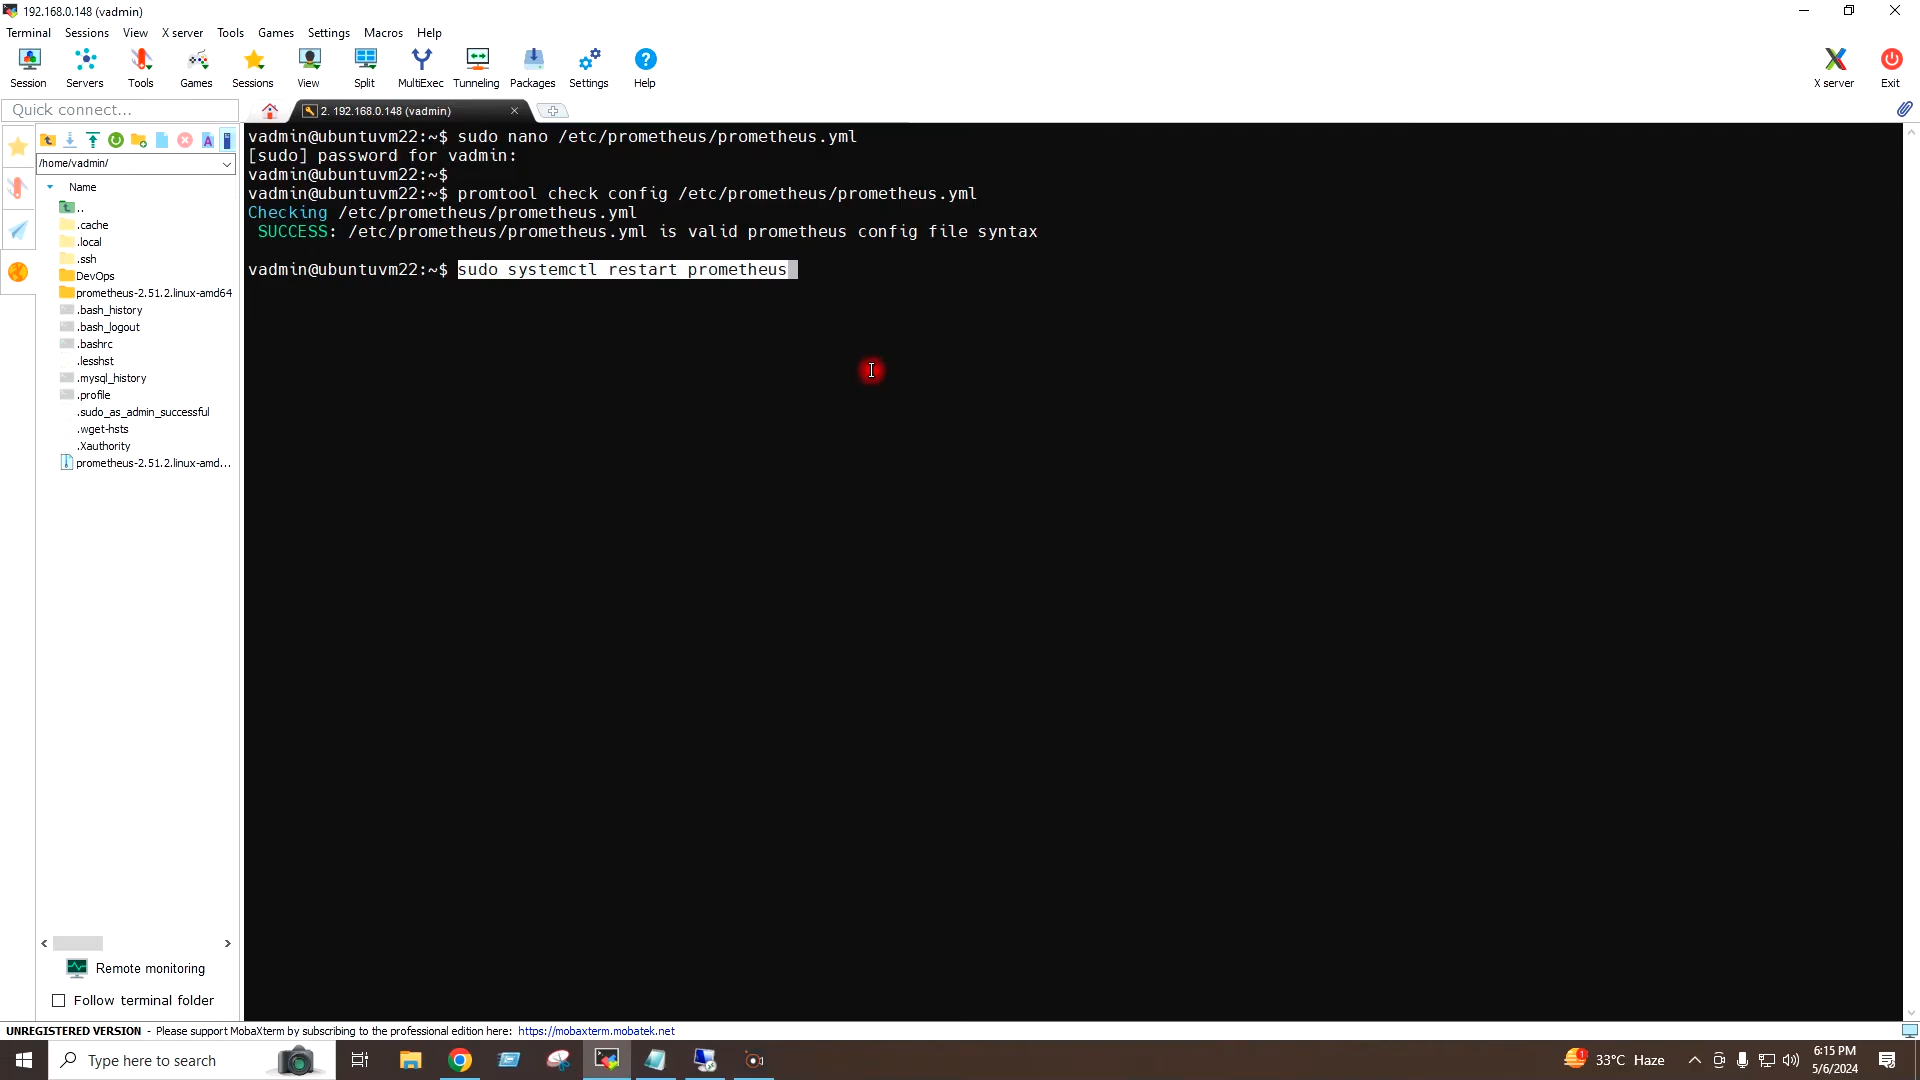 192.168.0.148 (vadmin)
Terminal Sessions View X server Tools Games Settings Macros Help
Session Servers Tools Games Sessions View Split MultiExec Tunneling Packages Settings Help X server Exit
Quick connect...
2. 192.168.0.148 (vadmin)
/home/vadmin/
Name
..
.cache
.local
.ssh
DevOps
prometheus-2.51.2.linux-amd64
.bash_history
.bash_logout
.bashrc
.lesshst
.mysql_history
.profile
.sudo_as_admin_successful
.wget-hsts
.Xauthority
prometheus-2.51.2.linux-amd...
Remote monitoring
Follow terminal folder
vadmin@ubuntuvm22:~$ sudo nano /etc/prometheus/prometheus.yml
[sudo] password for vadmin:
vadmin@ubuntuvm22:~$
vadmin@ubuntuvm22:~$ promtool check config /etc/prometheus/prometheus.yml
Checking /etc/prometheus/prometheus.yml
SUCCESS: /etc/prometheus/prometheus.yml is valid prometheus config file syntax
vadmin@ubuntuvm22:~$ sudo systemctl restart prometheus
UNREGISTERED VERSION - Please support MobaXterm by subscribing to the professional edition here: https://mobaxterm.mobatek.net
Type here to search
1
33°C Haze
6:15 PM
5/6/2024